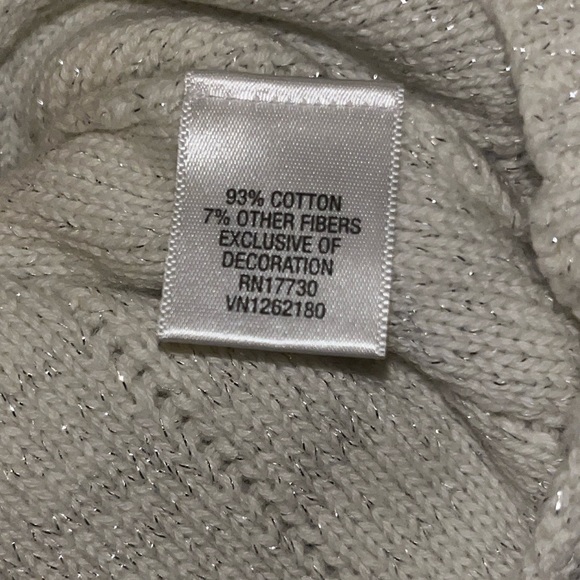 93% COTTON
7% OTHER FIBERS
EXCLUSIVE OF
DECORATION
RN17730
VN1262180